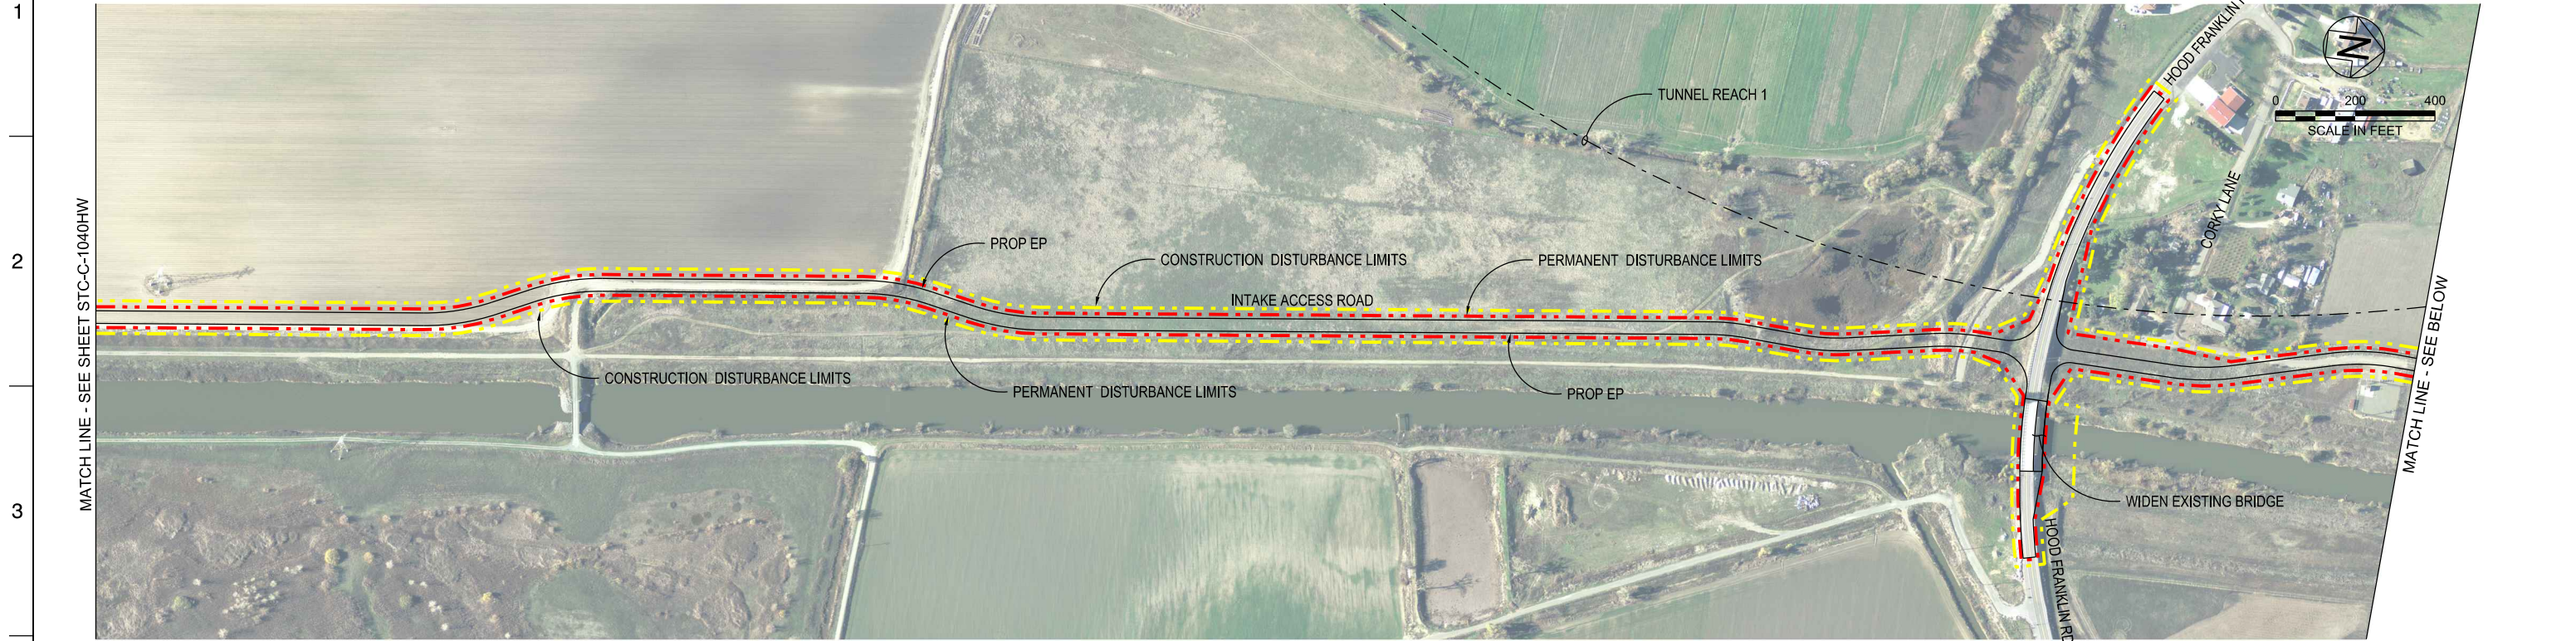 1
2
3
MATCH LINE - SEE SHEET STC-C-1040HW
TUNNEL REACH 1
HOOD FRANKLIN
N
0 200 400
SCALE IN FEET
CORKY LANE
PROP EP
CONSTRUCTION DISTURBANCE LIMITS
PERMANENT DISTURBANCE LIMITS
INTAKE ACCESS ROAD
CONSTRUCTION DISTURBANCE LIMITS
PERMANENT DISTURBANCE LIMITS
PROP EP
MATCH LINE - SEE BELOW
WIDEN EXISTING BRIDGE
HOOD FRANKLIN RD